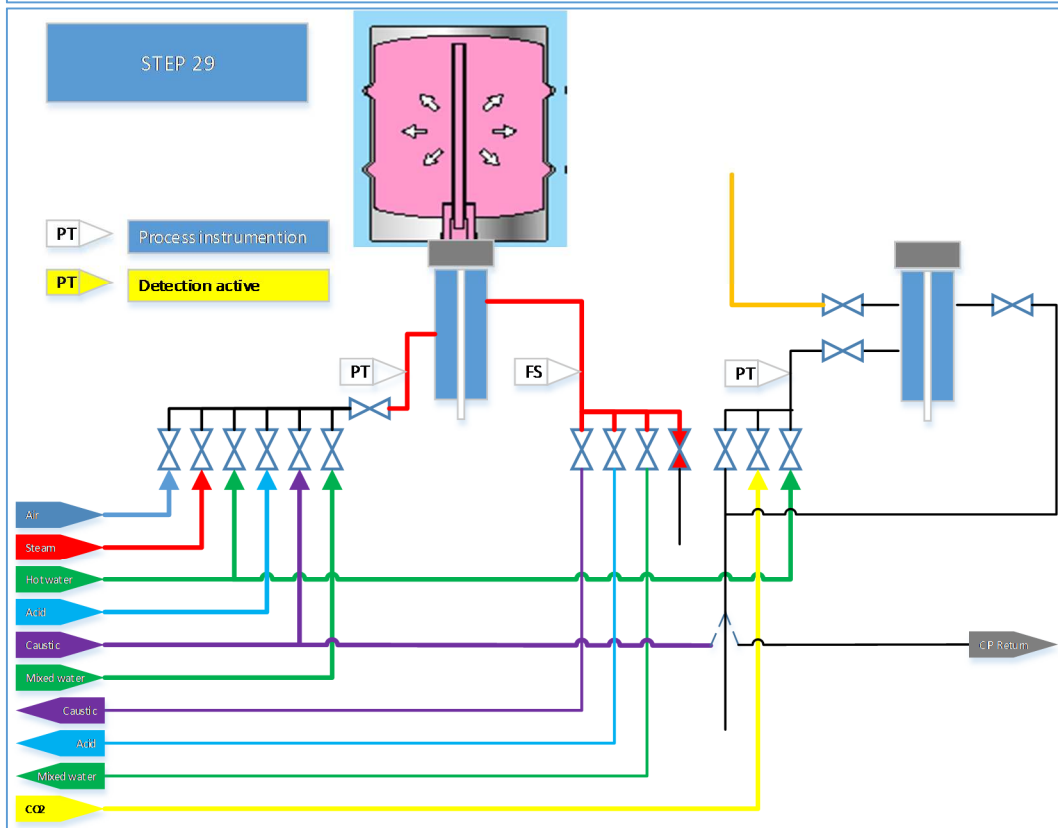 STEP 29
PT
Process instrumention
PT
Detection active
PT
FS
PT
Air
Steam
Hot water
Acid
Caustic
Mixed water
CIP Return
Caustic
Acid
Mixed water
CO2